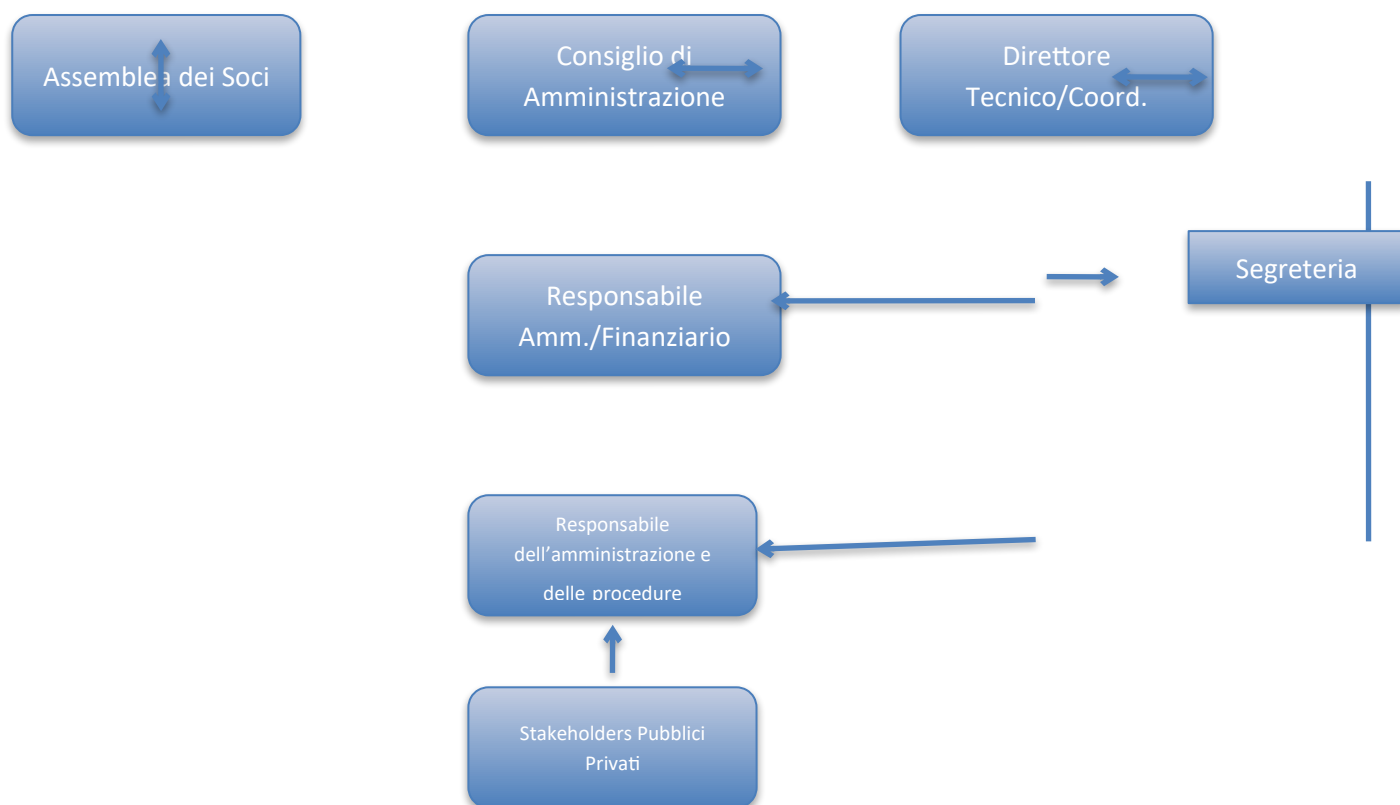 Assemblea dei Soci
Consiglio di
Amministrazione
Direttore
Tecnico/Coord.
Segreteria
Responsabile
Amm./Finanziario
Responsabile
dell’amministrazione e
delle procedure
Stakeholders Pubblici
Privati